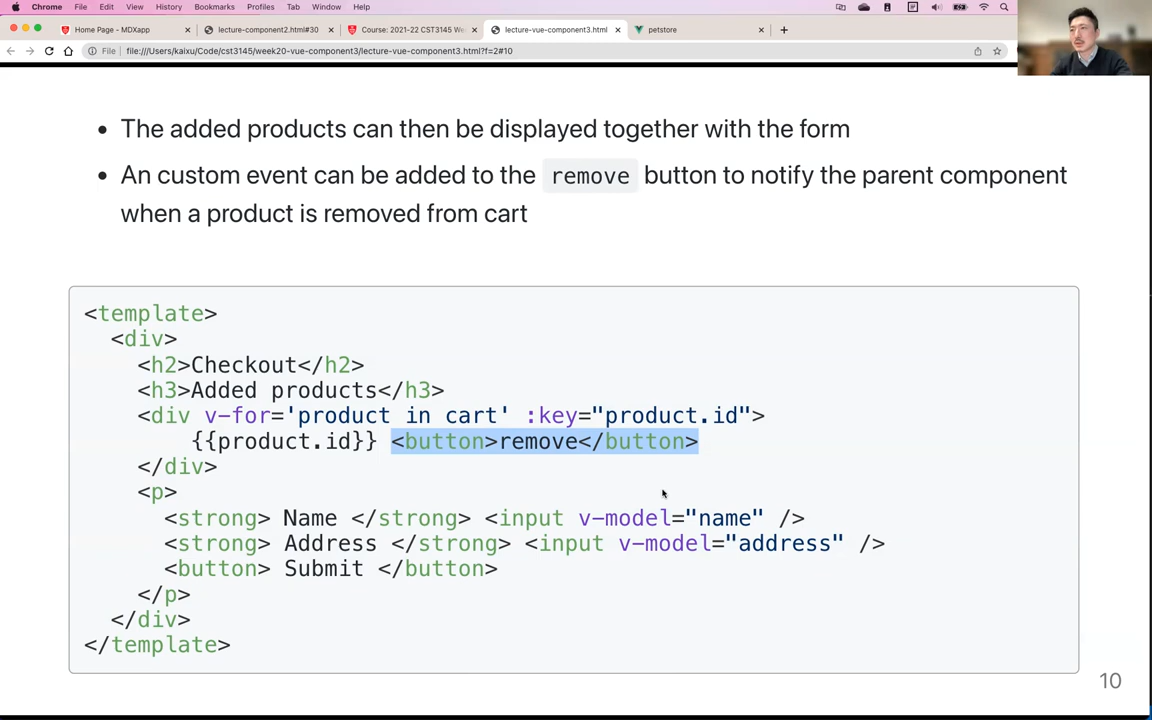 Chrome File Edit View History Bookmarks Profiles Tab Window Help
Home Page - MDXapp × lecture-component2.html#30 × Course: 2021-22 CST3145 We × lecture-vue-component3.html × petstore × +
File file:///Users/kaixu/Code/cst3145/week20-vue-component3/lecture-vue-component3.html?f=2#10
• The added products can then be displayed together with the form
• An custom event can be added to the remove button to notify the parent component
when a product is removed from cart
<template>
<div>
<h2>Checkout</h2>
<h3>Added products</h3>
<div v-for='product in cart' :key="product.id">
{{product.id}} <button>remove</button>
</div>
<p>
<strong> Name </strong> <input v-model="name" />
<strong> Address </strong> <input v-model="address" />
<button> Submit </button>
</p>
</div>
</template>
10